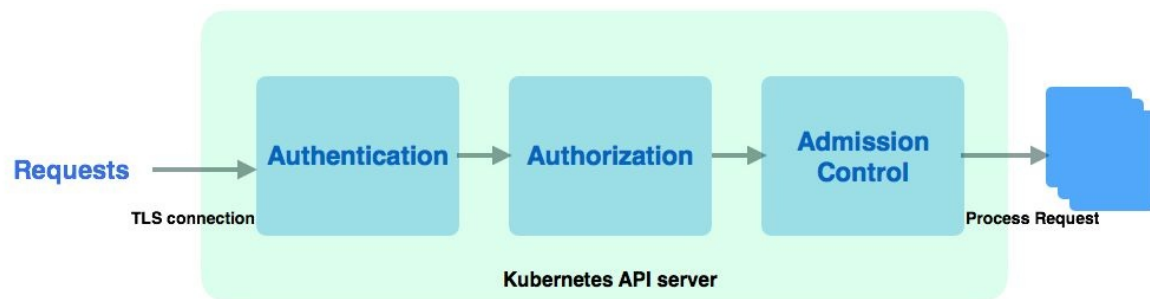 Requests
TLS connection
Authentication
Authorization
Admission
Control
Process Request
Kubernetes API server